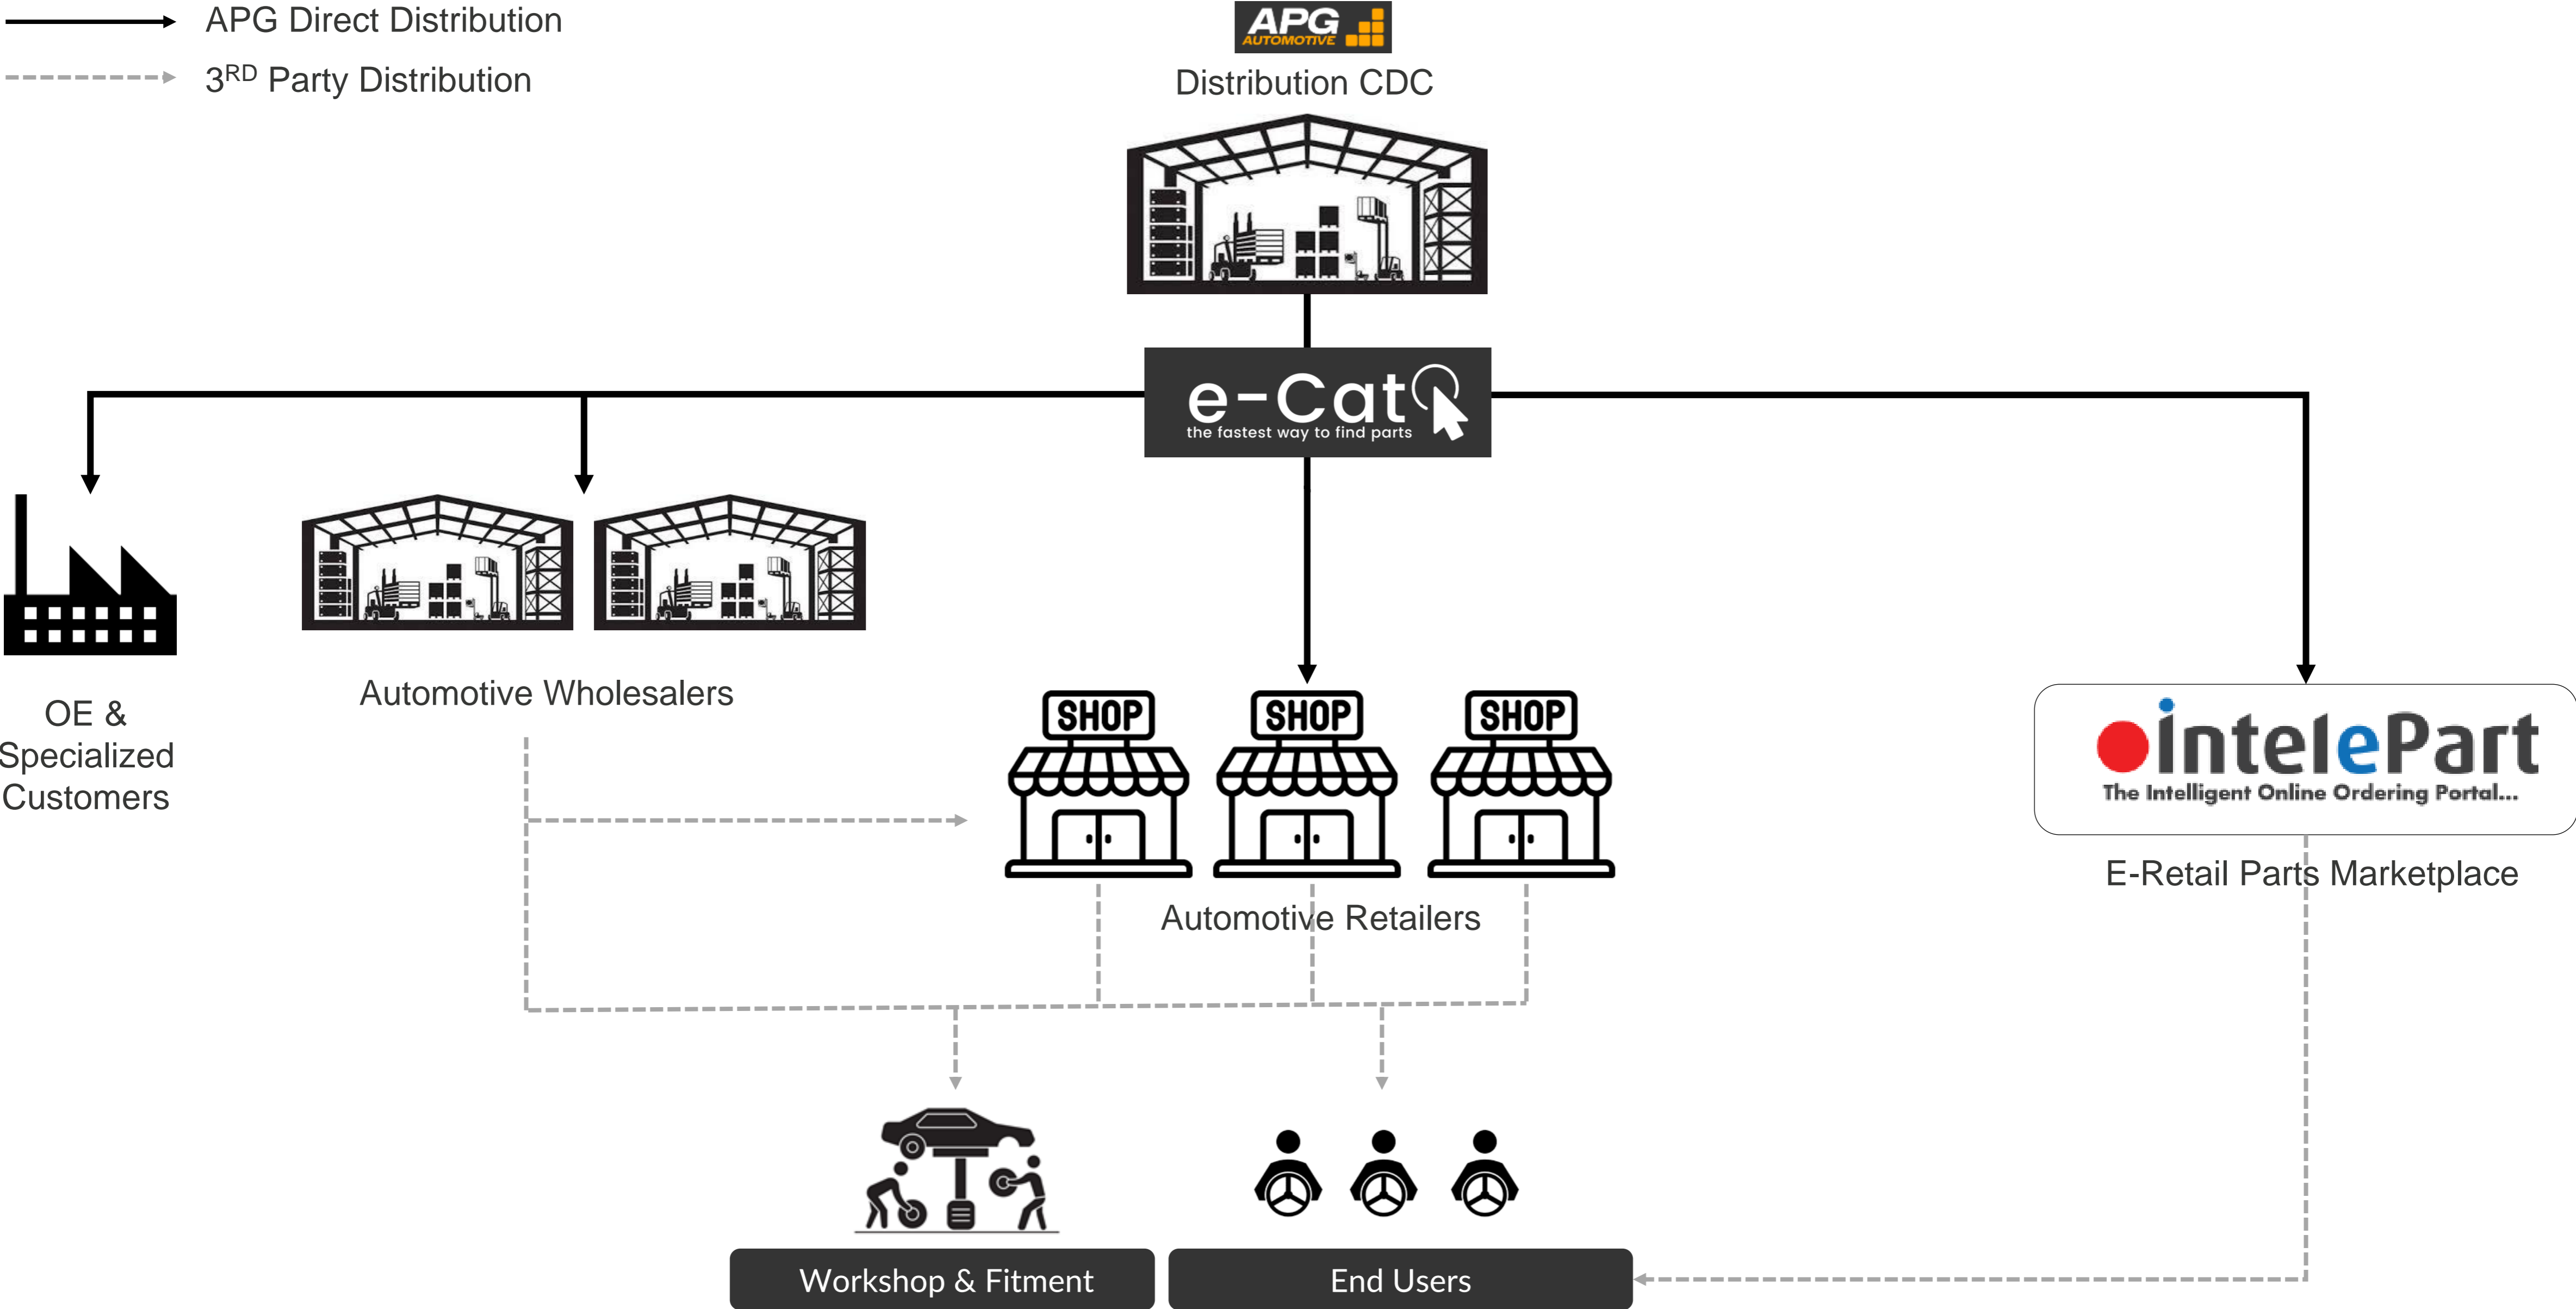 APG Direct Distribution
3RD Party Distribution
APG
AUTOMOTIVE
Distribution CDC
e-Cat
the fastest way to find parts
OE &
Specialized
Customers
Automotive Wholesalers
SHOP
SHOP
SHOP
Automotive Retailers
intelePart
The Intelligent Online Ordering Portal...
E-Retail Parts Marketplace
Workshop & Fitment
End Users